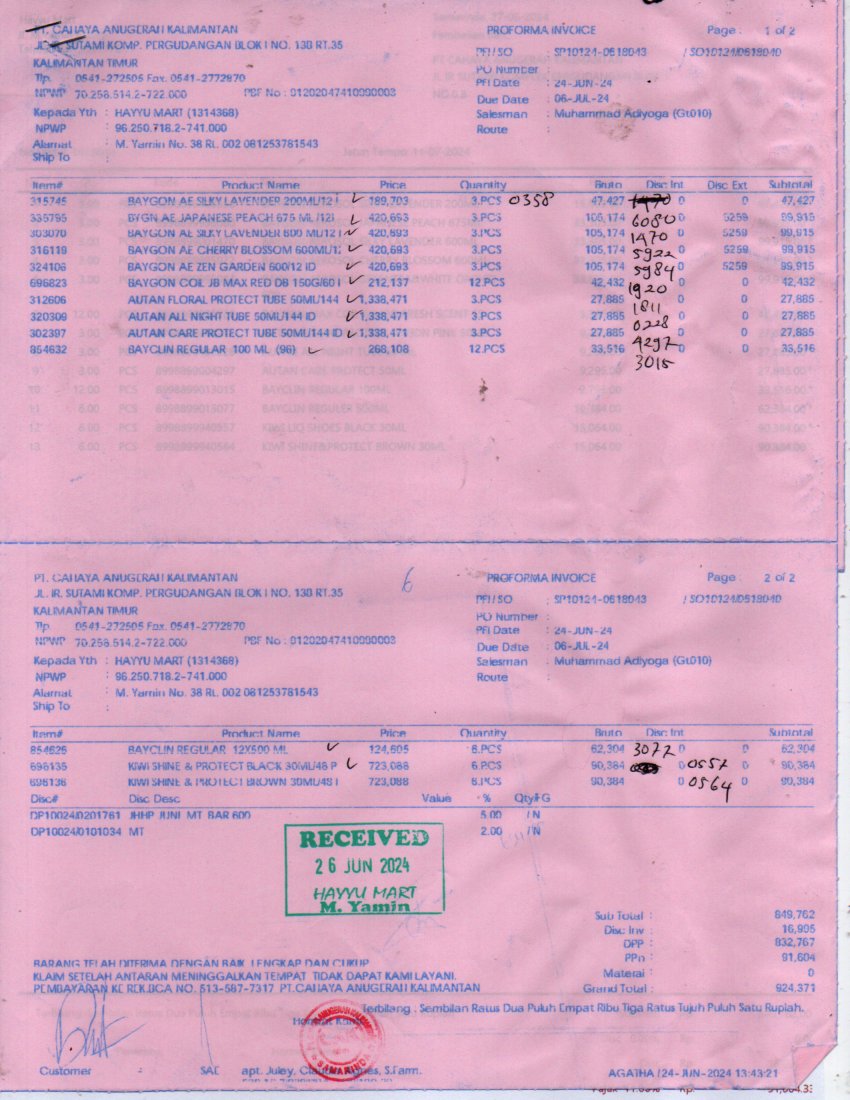 PT. CAHAYA ANUGERAH KALIMANTAN PROFORMA INVOICE Page : 1 of 2
JL. IR. SUTAMI KOMP. PERGUDANGAN BLOK I NO. 13B RT.35 PFI / SO : SP10124-0618043 / SO10124/0618040
KALIMANTAN TIMUR PO Number :
Tlp. 0541-272505 Fax. 0541-2772870 PFI Date : 24-JUN-24
NPWP 70.258.514.2-722.000 PBF No : 91202047410990003 Due Date : 06-JUL-24
Kepada Yth : HAYYU MART (1314368) Salesman : Muhammad Adiyoga (Gt010)
NPWP : 96.250.718.2-741.000 Route :
Alamat : M. Yamin No. 38 Rt. 002 081253781543
Ship To :
Item# Product Name Price Quantity Bruto Disc Int Disc Ext Subtotal
315745 BAYGON AE SILKY LAVENDER 200ML/12 I 189,703 3.PCS 0358 47,427 0 0 47,427
335795 BYGN AE JAPANESE PEACH 675 ML /12I 420,693 3.PCS 105,174 6080 0 5259 99,915
303070 BAYGON AE SILKY LAVENDER 600 ML/12 I 420,693 3.PCS 105,174 1470 0 5259 99,915
316119 BAYGON AE CHERRY BLOSSOM 600ML/1: 420,693 3.PCS 105,174 5922 0 5259 99,915
324106 BAYGON AE ZEN GARDEN 600/12 ID 420,693 3.PCS 105,174 5984 0 5259 99,915
696823 BAYGON COIL JB MAX RED DB 150G/60 I 212,137 12.PCS 42,432 1920 0 0 42,432
312606 AUTAN FLORAL PROTECT TUBE 50ML/144 1,338,471 3.PCS 27,885 1811 0 0 27,885
320309 AUTAN ALL NIGHT TUBE 50ML/144 ID 1,338,471 3.PCS 27,885 0228 0 0 27,885
302397 AUTAN CARE PROTECT TUBE 50ML/144 ID 1,338,471 3.PCS 27,885 4297 0 0 27,885
854632 BAYCLIN REGULAR 100 ML (96) 268,108 12.PCS 33,516 3015 0 0 33,516
6
PT. CAHAYA ANUGERAH KALIMANTAN PROFORMA INVOICE Page : 2 of 2
JL. IR. SUTAMI KOMP. PERGUDANGAN BLOK I NO. 13B RT.35 PFI / SO : SP10124-0618043 / SO10124/0618040
KALIMANTAN TIMUR PO Number :
Tlp. 0541-272505 Fax. 0541-2772870 PFI Date : 24-JUN-24
NPWP 70.258.514.2-722.000 PBF No : 91202047410990003 Due Date : 06-JUL-24
Kepada Yth : HAYYU MART (1314368) Salesman : Muhammad Adiyoga (Gt010)
NPWP : 96.250.718.2-741.000 Route :
Alamat : M. Yamin No. 38 Rt. 002 081253781543
Ship To :
Item# Product Name Price Quantity Bruto Disc Int Subtotal
854626 BAYCLIN REGULAR 12X500 ML 124,605 6.PCS 62,304 3077 0 0 62,304
698135 KIWI SHINE & PROTECT BLACK 30ML/48 P 723,088 6.PCS 90,384 0 0557 0 90,384
698136 KIWI SHINE & PROTECT BROWN 30ML/48 I 723,088 6.PCS 90,384 0 0564 0 90,384
Disc# Disc Desc Value % Qty/FG
DP10024/0201761 JHHP JUNI MT BAR 600 5.00 / N
DP10024/0101034 MT 2.00 / N
RECEIVED
26 JUN 2024
HAYYU MART
M. Yamin
Sub Total : 849,762
Disc Inv : 16,995
DPP : 832,767
PPn : 91,604
Materai : 0
Grand Total : 924,371
BARANG TELAH DITERIMA DENGAN BAIK, LENGKAP DAN CUKUP
KLAIM SETELAH ANTARAN MENINGGALKAN TEMPAT TIDAK DAPAT KAMI LAYANI.
PEMBAYARAN KE REK.BCA NO. 513-587-7317 PT.CAHAYA ANUGERAH KALIMANTAN
Terbilang : Sembilan Ratus Dua Puluh Empat Ribu Tiga Ratus Tujuh Puluh Satu Rupiah.
Hormat Kami
SAMARINDA
Customer SAL apt. Juley, Agnes, S.Farm. AGATHA / 24-JUN-2024 13:43:21